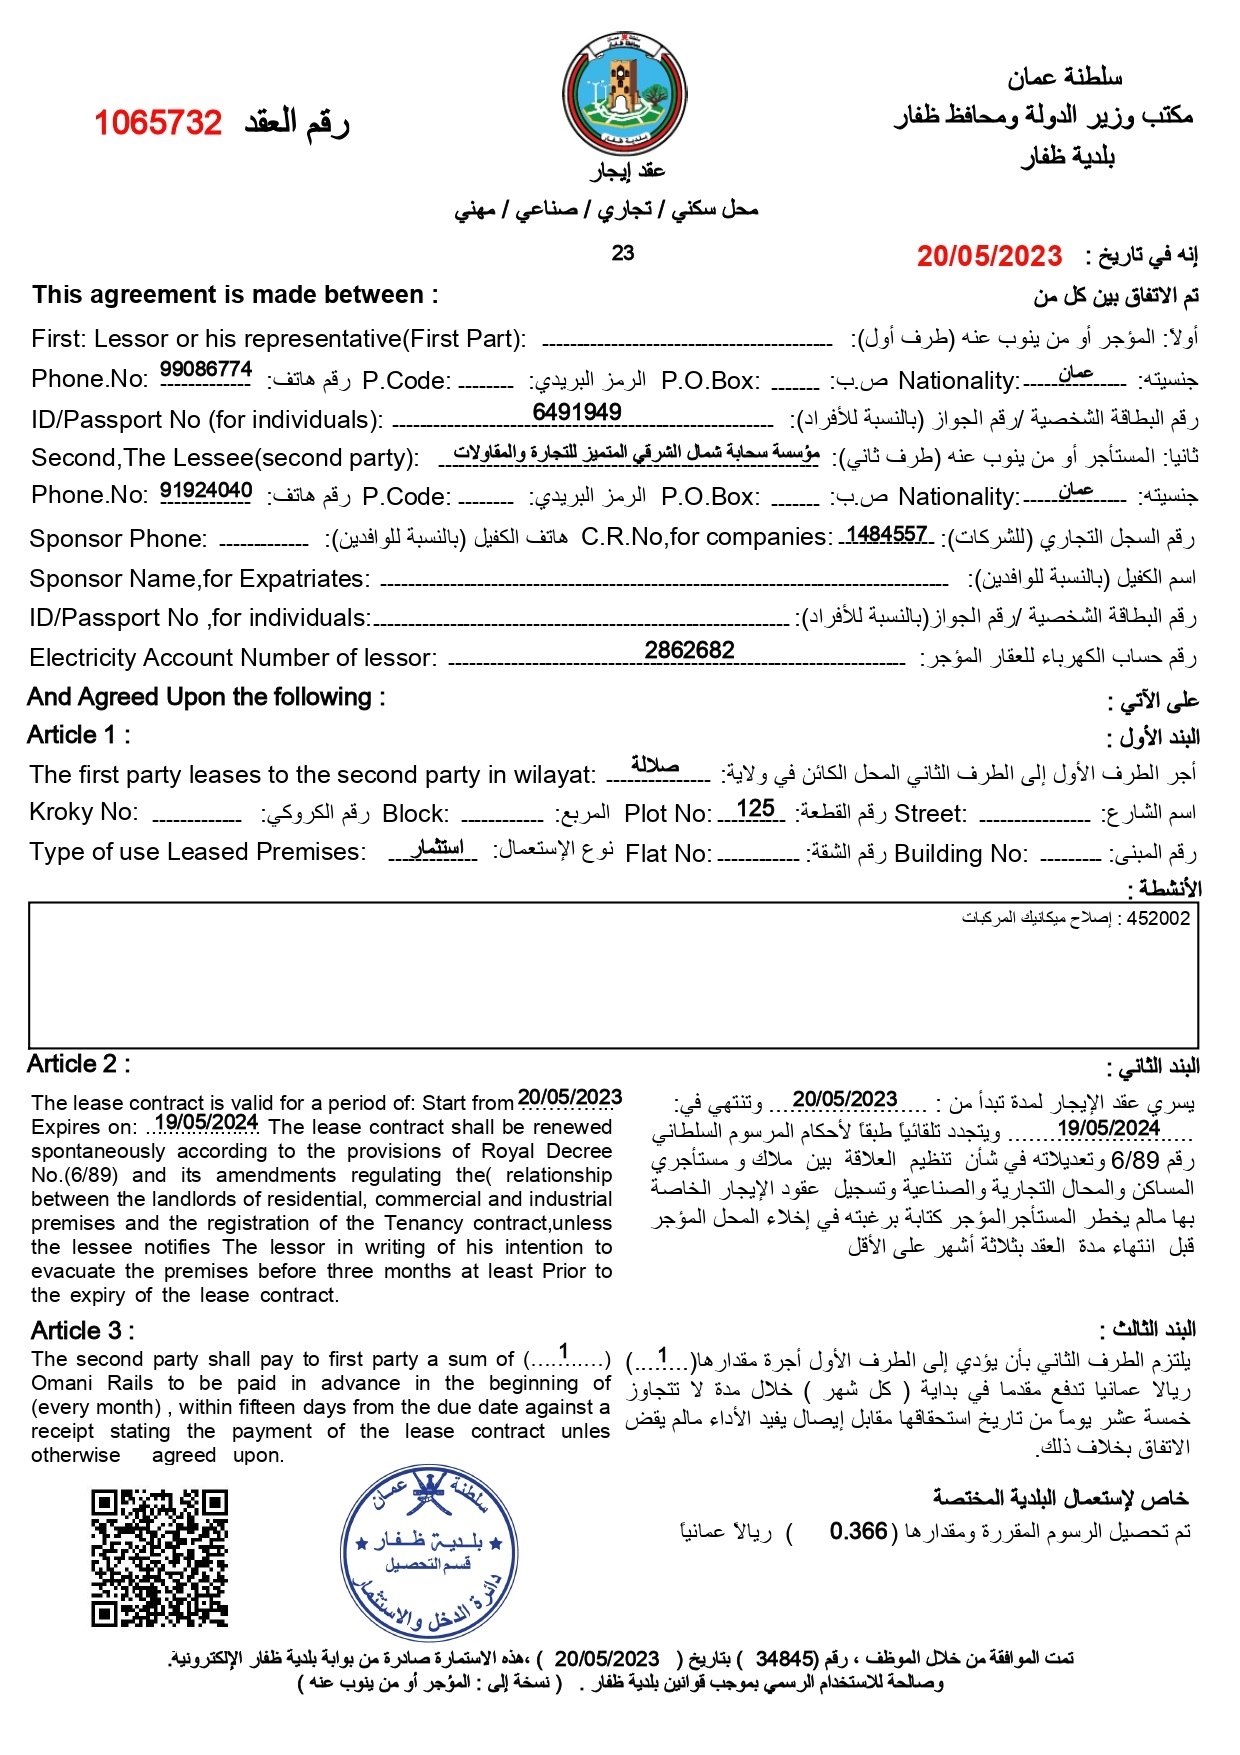 سلطنة عمان
مكتب وزير الدولة ومحافظ ظفار
بلدية ظفار
سلطنة عمان
محافظة ظفار
بلدية ظفار
رقم العقد 1065732
عقد إيجار
محل سكني / تجاري / صناعي / مهني
إنه في تاريخ : 20/05/2023
23
This agreement is made between :
تم الاتفاق بين كل من
First: Lessor or his representative(First Part): أولاً: المؤجر أو من ينوب عنه (طرف أول):
Phone.No: 99086774 رقم هاتف: P.Code: الرمز البريدي: P.O.Box: ص.ب: Nationality: عمان جنسيته:
ID/Passport No (for individuals): 6491949 رقم البطاقة الشخصية /رقم الجواز (بالنسبة للأفراد):
Second,The Lessee(second party): مؤسسة سحابة شمال الشرقي المتميز للتجارة والمقاولات ثانيا: المستأجر أو من ينوب عنه (طرف ثاني):
Phone.No: 91924040 رقم هاتف: P.Code: الرمز البريدي: P.O.Box: ص.ب: Nationality: عمان جنسيته:
Sponsor Phone: هاتف الكفيل (بالنسبة للوافدين): C.R.No,for companies: 1484557 رقم السجل التجاري (للشركات):
Sponsor Name,for Expatriates: اسم الكفيل (بالنسبة للوافدين):
ID/Passport No ,for individuals: رقم البطاقة الشخصية /رقم الجواز(بالنسبة للأفراد):
Electricity Account Number of lessor: 2862682 رقم حساب الكهرباء للعقار المؤجر:
And Agreed Upon the following : على الآتي :
Article 1 : البند الأول :
The first party leases to the second party in wilayat: صلالة أجر الطرف الأول إلى الطرف الثاني المحل الكائن في ولاية:
Kroky No: رقم الكروكي: Block: المربع: Plot No: 125 رقم القطعة: Street: اسم الشارع:
Type of use Leased Premises: استثمار نوع الإستعمال: Flat No: رقم الشقة: Building No: رقم المبنى:
الأنشطة :
452002 : إصلاح ميكانيك المركبات
Article 2 :
The lease contract is valid for a period of: Start from 20/05/2023
Expires on: 19/05/2024 The lease contract shall be renewed
spontaneously according to the provisions of Royal Decree
No.(6/89) and its amendments regulating the( relationship
between the landlords of residential, commercial and industrial
premises and the registration of the Tenancy contract,unless
the lessee notifies The lessor in writing of his intention to
evacuate the premises before three months at least Prior to
the expiry of the lease contract.
البند الثاني :
يسري عقد الإيجار لمدة تبدأ من : 20/05/2023 وتنتهي في:
19/05/2024 ويتجدد تلقائياً طبقاً لأحكام المرسوم السلطاني
رقم 6/89 وتعديلاته في شأن تنظيم العلاقة بين ملاك و مستأجري
المساكن والمحال التجارية والصناعية وتسجيل عقود الإيجار الخاصة
بها مالم يخطر المستأجرالمؤجر كتابة برغبته في إخلاء المحل المؤجر
قبل انتهاء مدة العقد بثلاثة أشهر على الأقل
Article 3 :
The second party shall pay to first party a sum of (....1....)
Omani Rails to be paid in advance in the beginning of
(every month) , within fifteen days from the due date against a
receipt stating the payment of the lease contract unles
otherwise agreed upon.
البند الثالث :
يلتزم الطرف الثاني بأن يؤدي إلى الطرف الأول أجرة مقدارها(...1...)
ريالا عمانيا تدفع مقدما في بداية ( كل شهر ) خلال مدة لا تتجاوز
خمسة عشر يوماً من تاريخ استحقاقها مقابل إيصال يفيد الأداء مالم يقض
الاتفاق بخلاف ذلك.
سلطنة عمان
بلدية ظفار
قسم التحصيل
دائرة الدخل والاستثمار
خاص لإستعمال البلدية المختصة
تم تحصيل الرسوم المقررة ومقدارها ( 0.366 ) ريالاً عمانياً
تمت الموافقة من خلال الموظف ، رقم (34845 ) بتاريخ ( 20/05/2023 ) ،هذه الاستمارة صادرة من بوابة بلدية ظفار الإلكترونية.
وصالحة للاستخدام الرسمي بموجب قوانين بلدية ظفار . ( نسخة إلى : المؤجر أو من ينوب عنه )